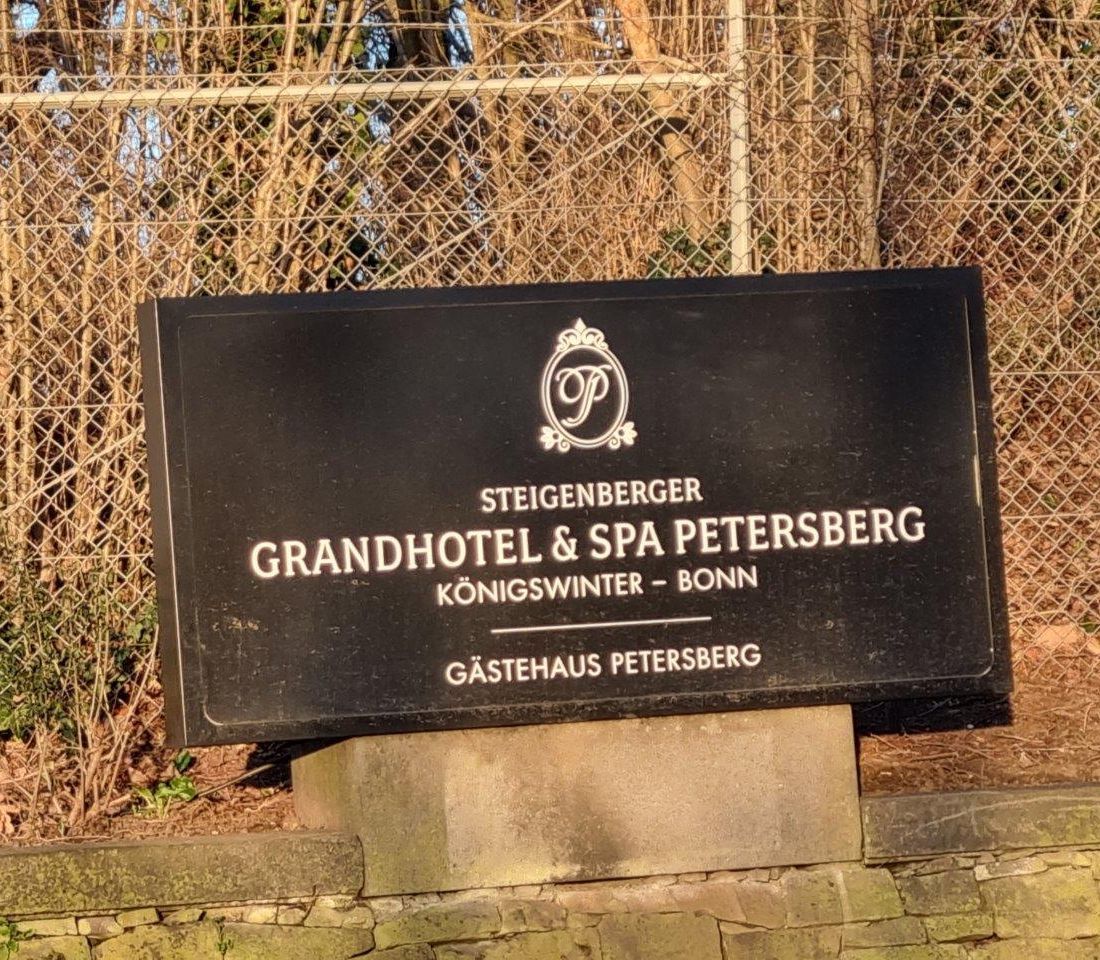 P
STEIGENBERGER
GRANDHOTEL & SPA PETERSBERG
KÖNIGSWINTER – BONN
GÄSTEHAUS PETERSBERG